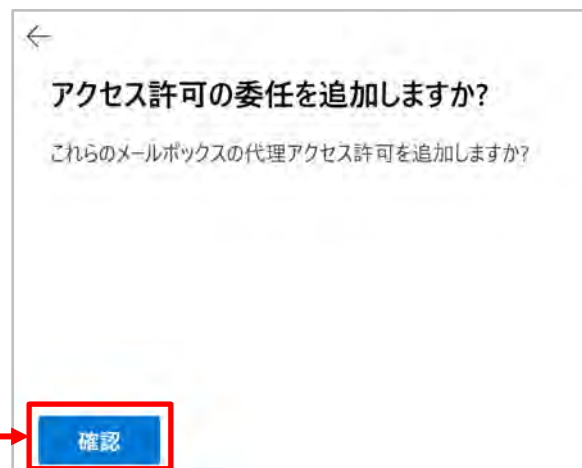 アクセス許可の委任を追加しますか?
これらのメールボックスの代理アクセス許可を追加しますか?
確認